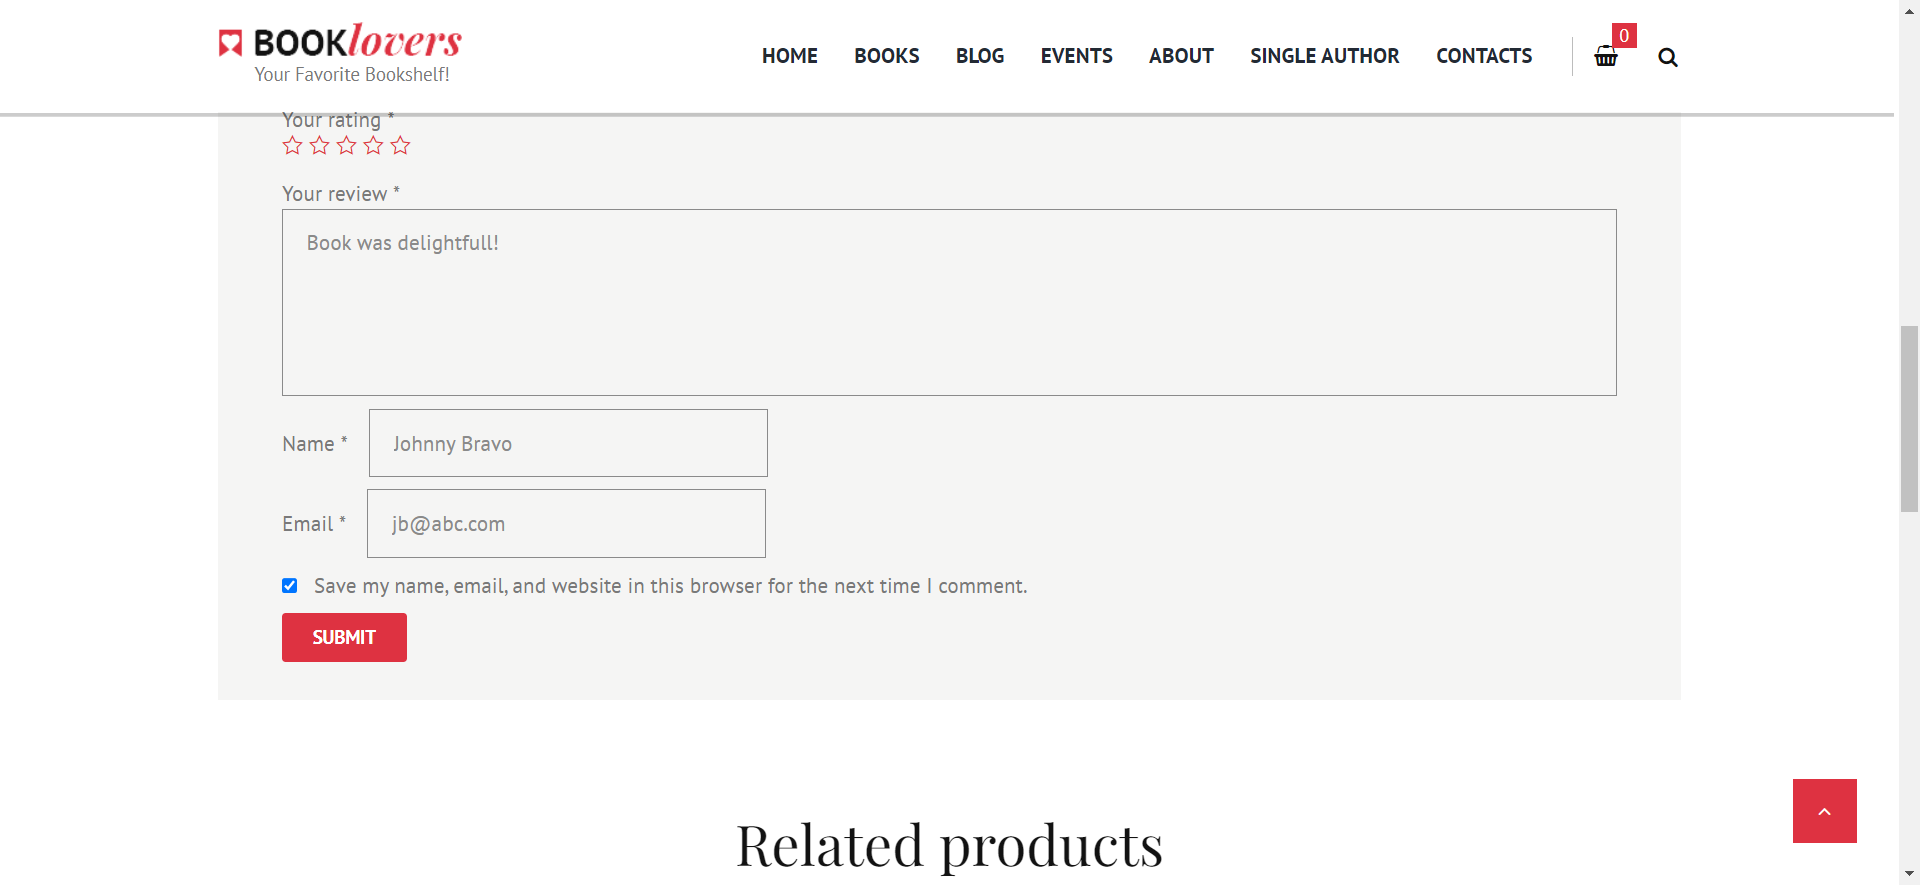 BOOKlovers
Your Favorite Bookshelf!
HOME BOOKS BLOG EVENTS ABOUT SINGLE AUTHOR CONTACTS 0
Your rating *
Your review *
Book was delightfull!
Name * Johnny Bravo
Email * jb@abc.com
Save my name, email, and website in this browser for the next time I comment.
SUBMIT
Related products